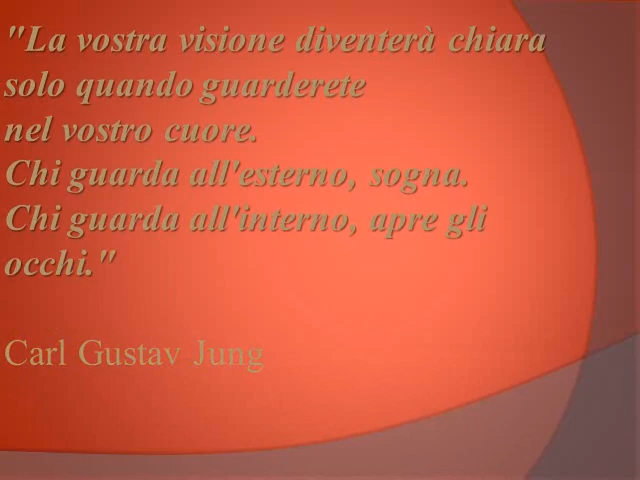 "La vostra visione diventerà chiara
solo quando guarderete
nel vostro cuore.
Chi guarda all'esterno, sogna.
Chi guarda all'interno, apre gli
occhi."
Carl Gustav Jung